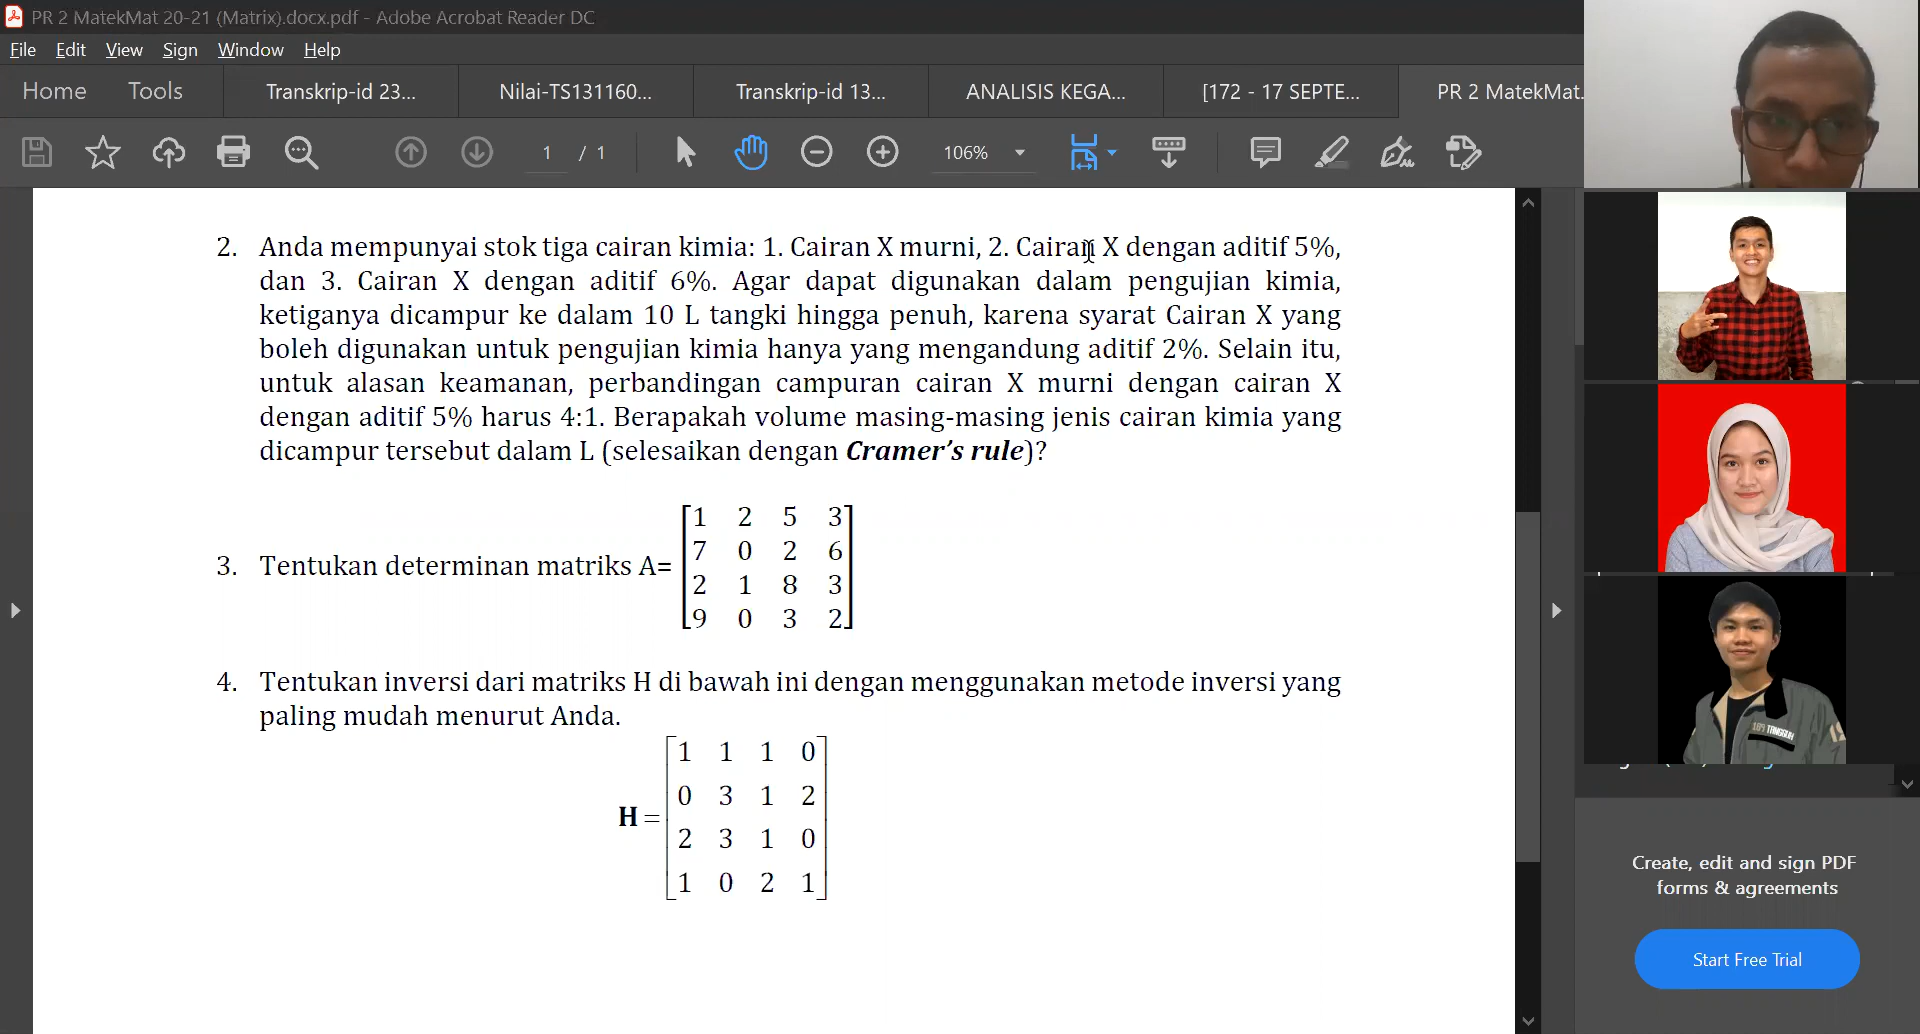 PR 2 MatekMat 20-21 (Matrix).docx.pdf - Adobe Acrobat Reader DC
File Edit View Sign Window Help
Home Tools Transkrip-id 23... Nilai-TS131160... Transkrip-id 13... ANALISIS KEGA... [172 - 17 SEPTE... PR 2 MatekMat.
1 / 1 106%
2. Anda mempunyai stok tiga cairan kimia: 1. Cairan X murni, 2. Cairan X dengan aditif 5%,
dan 3. Cairan X dengan aditif 6%. Agar dapat digunakan dalam pengujian kimia,
ketiganya dicampur ke dalam 10 L tangki hingga penuh, karena syarat Cairan X yang
boleh digunakan untuk pengujian kimia hanya yang mengandung aditif 2%. Selain itu,
untuk alasan keamanan, perbandingan campuran cairan X murni dengan cairan X
dengan aditif 5% harus 4:1. Berapakah volume masing-masing jenis cairan kimia yang
dicampur tersebut dalam L (selesaikan dengan Cramer's rule)?
1 2 5 3
7 0 2 6
3. Tentukan determinan matriks A=
2 1 8 3
9 0 3 2
4. Tentukan inversi dari matriks H di bawah ini dengan menggunakan metode inversi yang
paling mudah menurut Anda.
1 1 1 0
0 3 1 2
H =
2 3 1 0
1 0 2 1
189 TANGGUH
Create, edit and sign PDF
forms & agreements
Start Free Trial